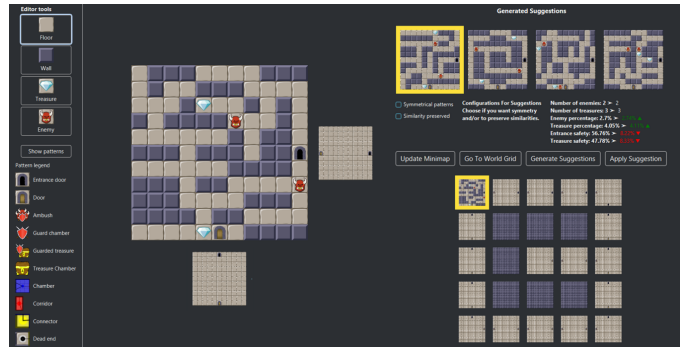 Editor tools
Floor
Wall
Treasure
Enemy
Show patterns
Pattern legend
Entrance door
Door
Ambush
Guard chamber
Guarded treasure
Treasure Chamber
Chamber
Corridor
Connector
Dead end
Generated Suggestions
Symmetrical patterns
Similarity preserved
Configurations For Suggestions
Choose if you want symmetry
and/or to preserve similarities.
Number of enemies: 2 ➤ 2
Number of treasures: 3 ➤ 3
Enemy percentage: 2.7% ➤
Treasure percentage: 4.05% ➤
Entrance safety: 56.76% ➤
Treasure safety: 47.78% ➤
Update Minimap
Go To World Grid
Generate Suggestions
Apply Suggestion